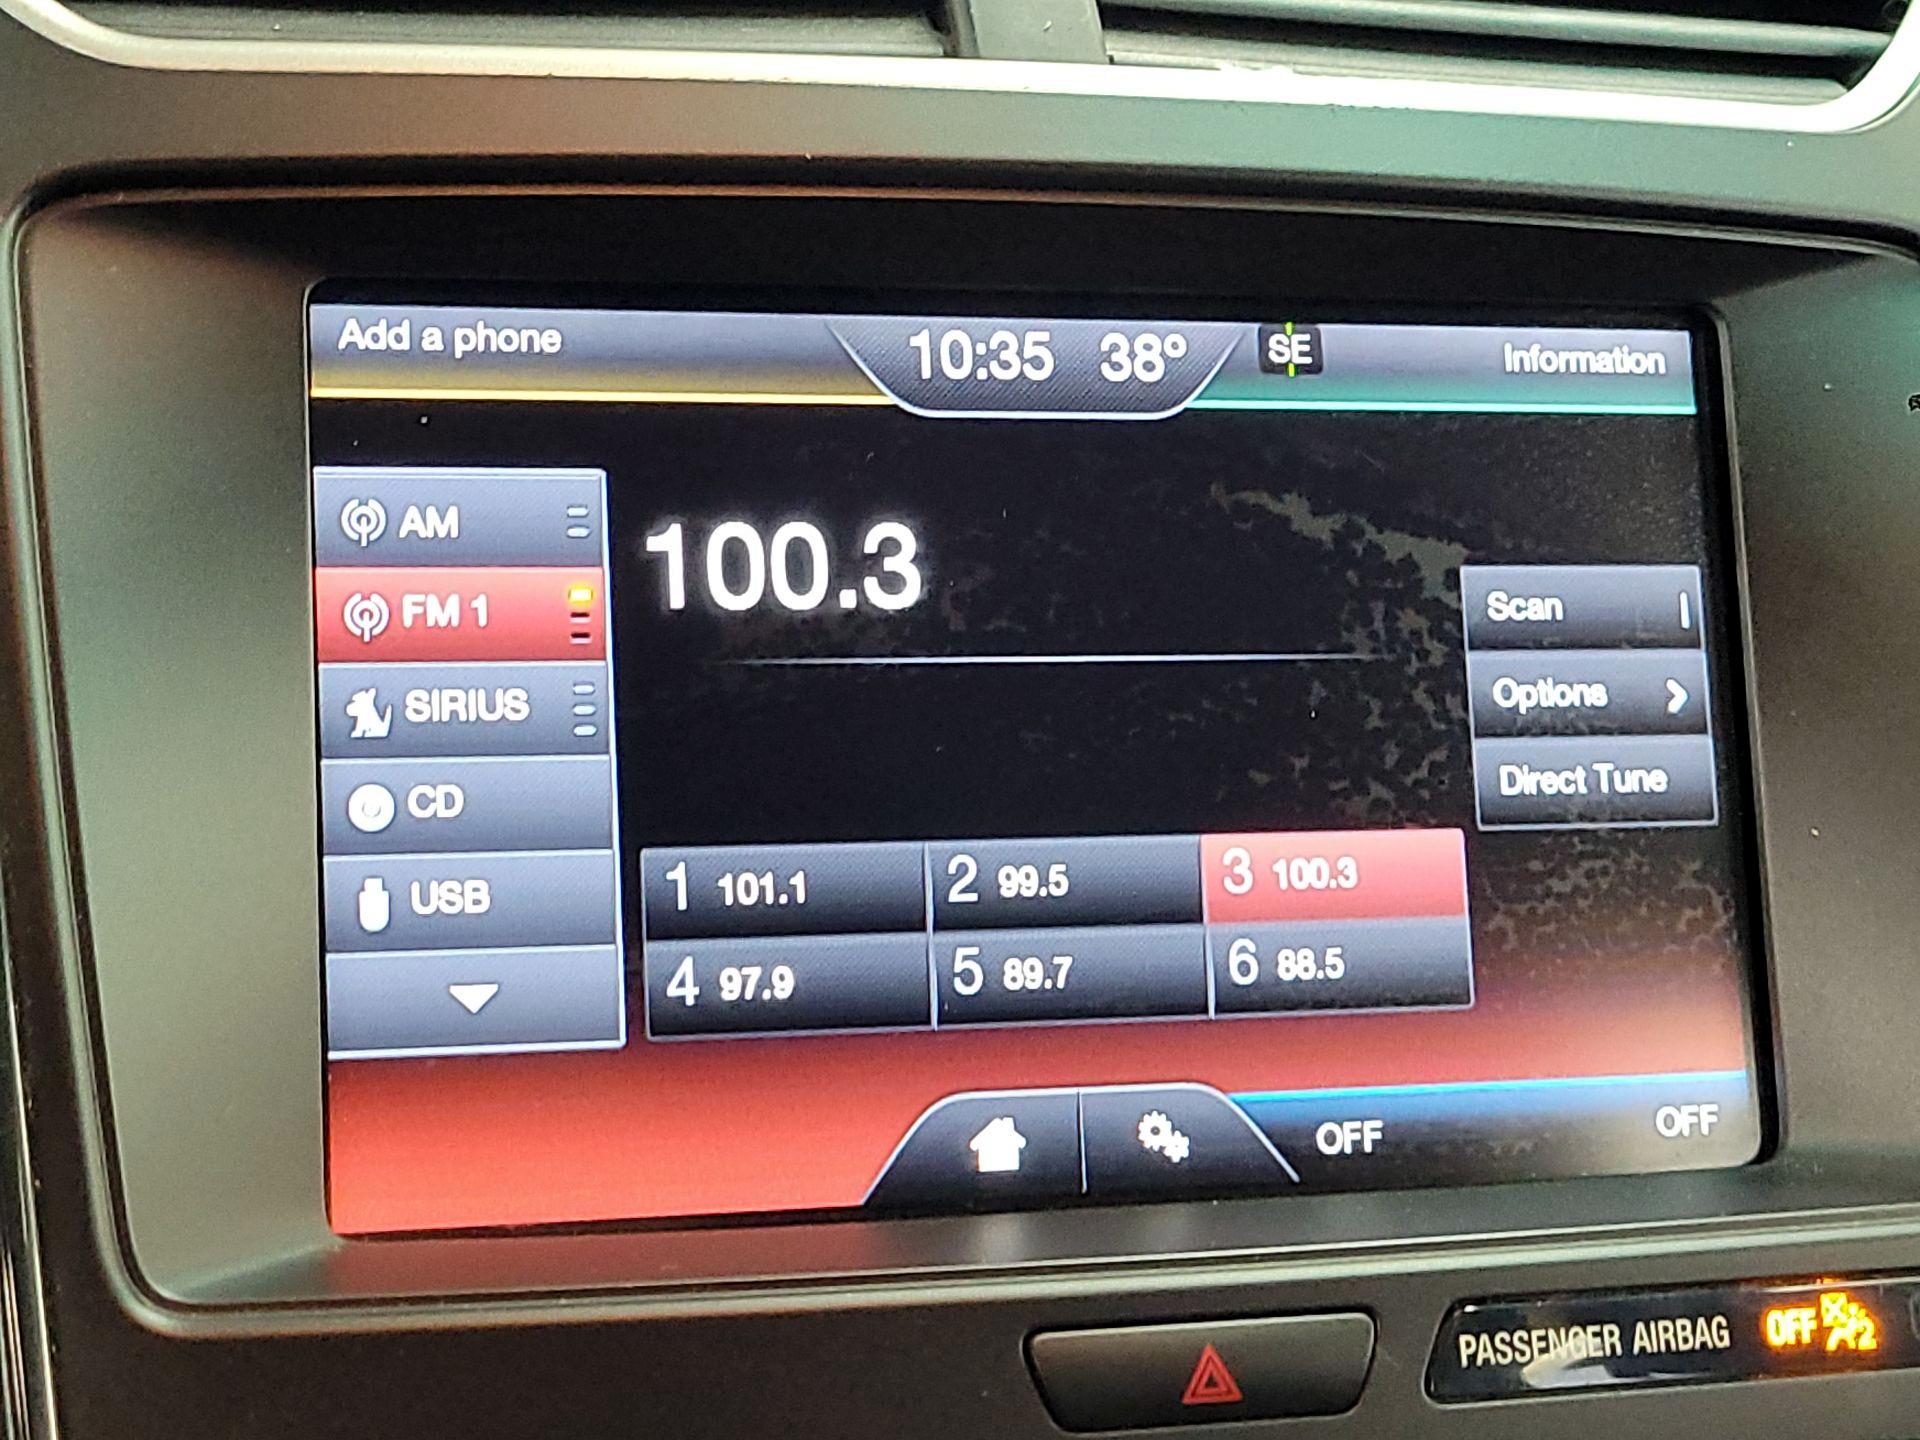 Add a phone
10:35 38°
SE
Information
AM
FM 1
SIRIUS
CD
USB
100.3
Scan
Options
Direct Tune
1 101.1
2 99.5
3 100.3
4 97.9
5 89.7
6 88.5
OFF
OFF
PASSENGER AIRBAG OFF 2